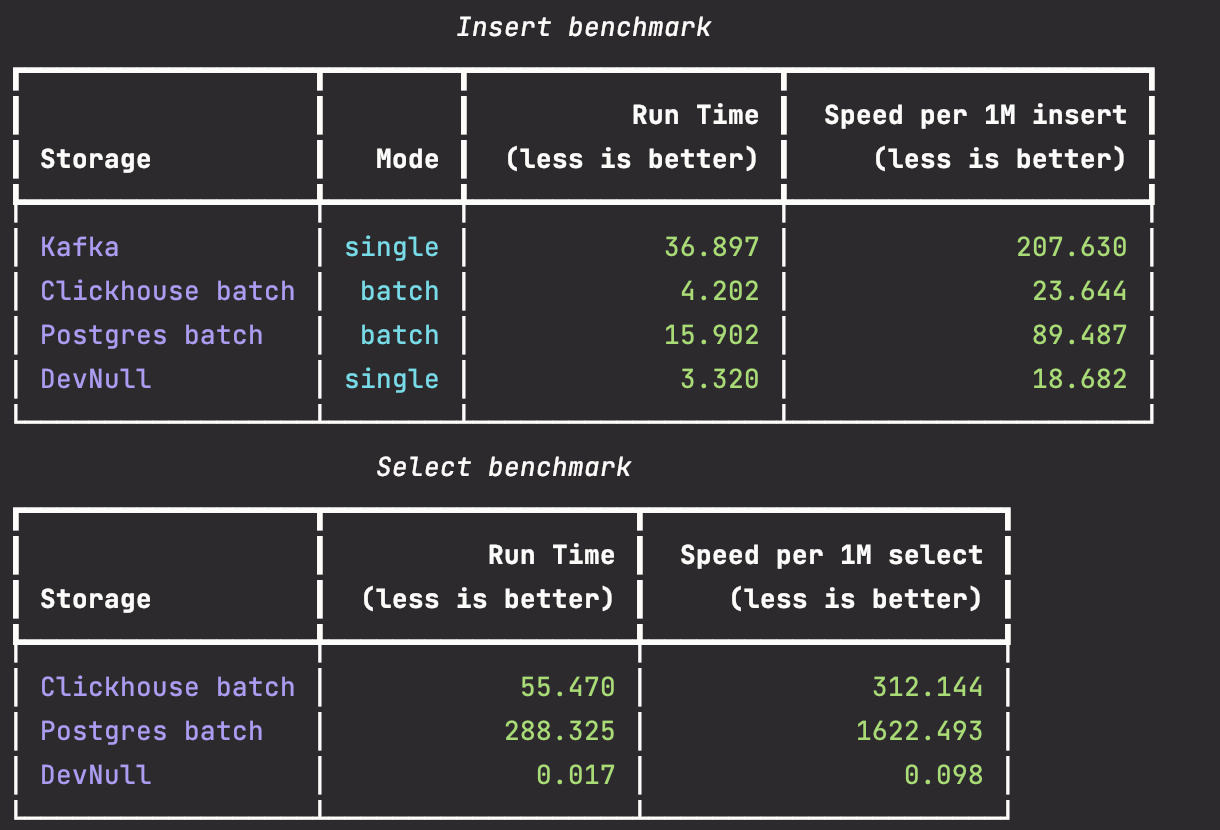 Insert benchmark
Run Time Speed per 1M insert
Storage Mode (less is better) (less is better)
Kafka single 36.897 207.630
Clickhouse batch batch 4.202 23.644
Postgres batch batch 15.902 89.487
DevNull single 3.320 18.682
Select benchmark
Run Time Speed per 1M select
Storage (less is better) (less is better)
Clickhouse batch 55.470 312.144
Postgres batch 288.325 1622.493
DevNull 0.017 0.098